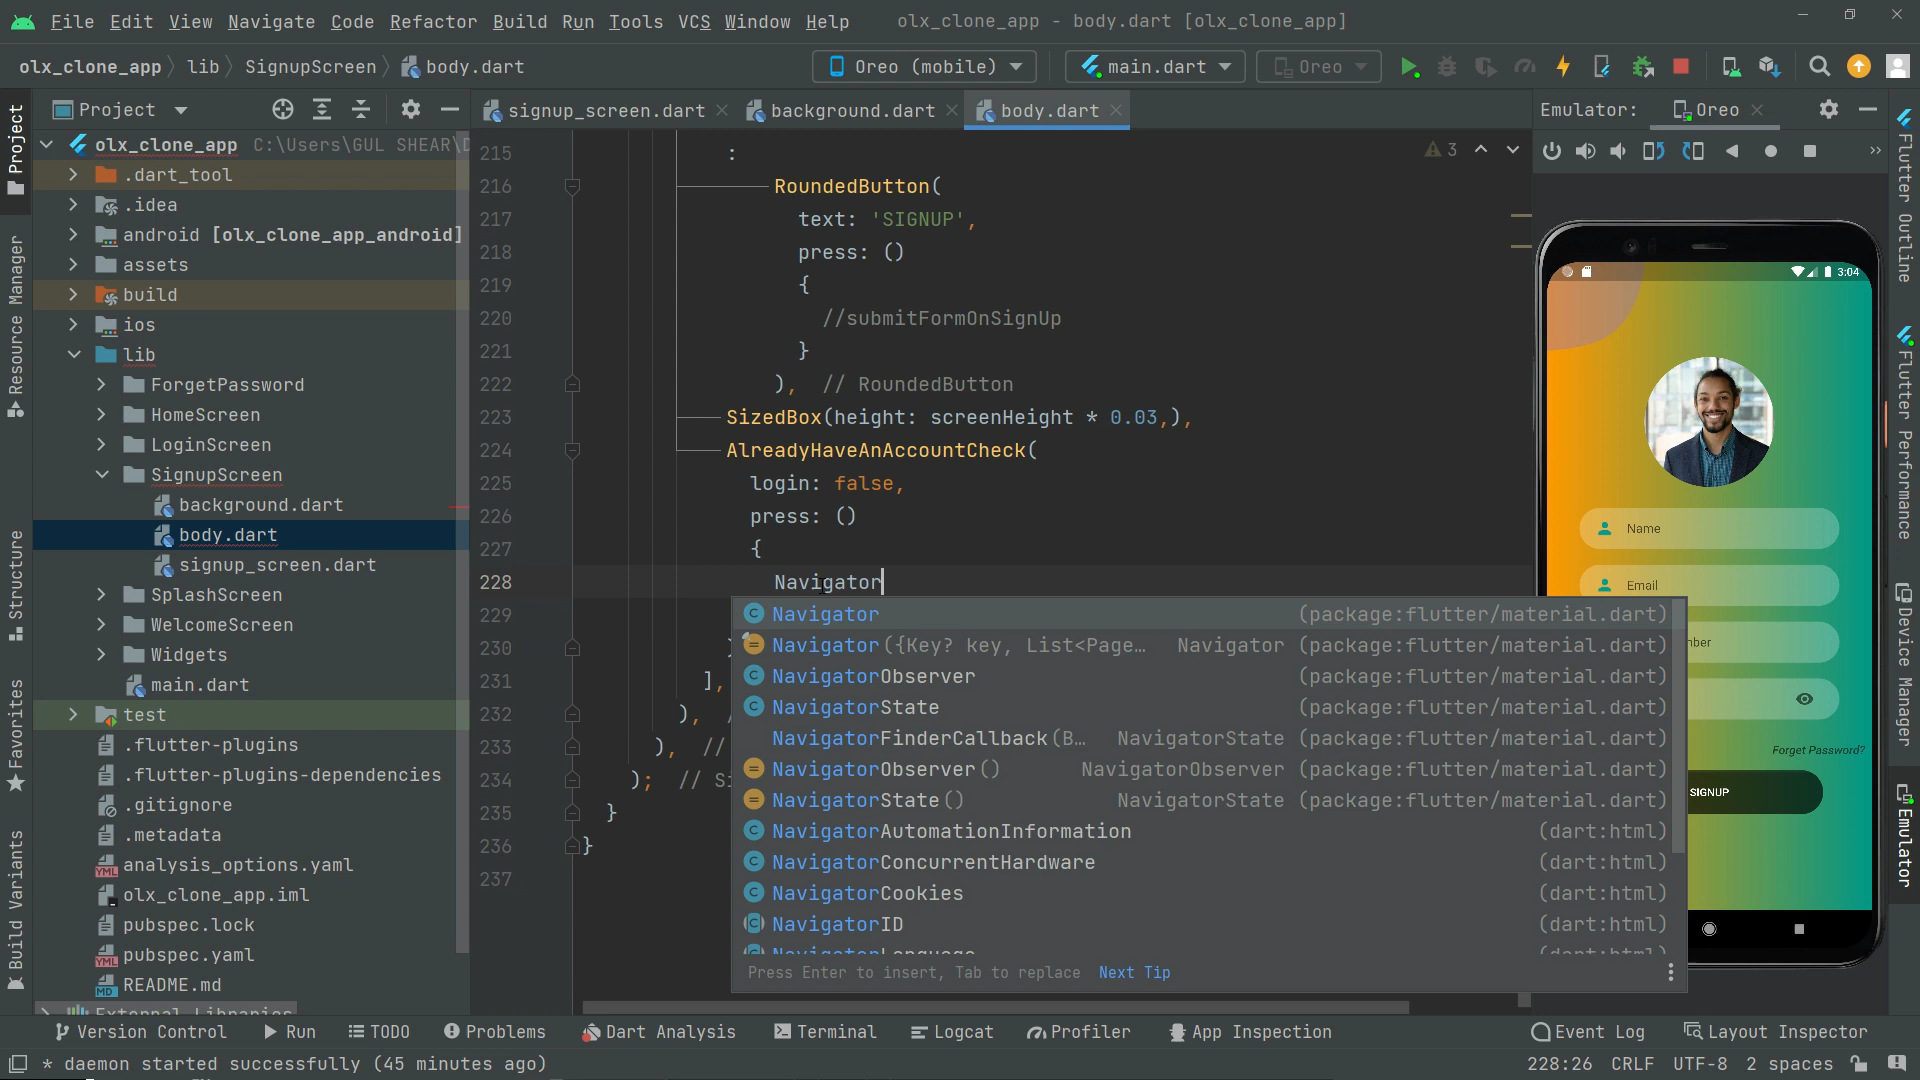 File Edit View Navigate Code Refactor Build Run Tools VCS Window Help olx_clone_app - body.dart [olx_clone_app]
olx_clone_app lib SignupScreen body.dart Oreo (mobile) main.dart Oreo
Project signup_screen.dart background.dart body.dart Emulator: Oreo
Project
Resource Manager
Structure
Favorites
Build Variants
olx_clone_app C:\Users\GUL SHEAR\D
.dart_tool
.idea
android [olx_clone_app_android]
assets
build
ios
lib
ForgetPassword
HomeScreen
LoginScreen
SignupScreen
background.dart
body.dart
signup_screen.dart
SplashScreen
WelcomeScreen
Widgets
main.dart
test
.flutter-plugins
.flutter-plugins-dependencies
.gitignore
.metadata
analysis_options.yaml
olx_clone_app.iml
pubspec.lock
pubspec.yaml
README.md
External Libraries
215 : 3
216 RoundedButton(
217 text: 'SIGNUP',
218 press: ()
219 {
220 //submitFormOnSignUp
221 }
222 ), // RoundedButton
223 SizedBox(height: screenHeight * 0.03,),
224 AlreadyHaveAnAccountCheck(
225 login: false,
226 press: ()
227 {
228 Navigator
229
230
231 ],
232 ), /
233 ), //
234 ); // S
235 }
236 }
237
Navigator (package:flutter/material.dart)
Navigator({Key? key, List<Page… Navigator (package:flutter/material.dart)
NavigatorObserver (package:flutter/material.dart)
NavigatorState (package:flutter/material.dart)
NavigatorFinderCallback(B… NavigatorState (package:flutter/material.dart)
NavigatorObserver() NavigatorObserver (package:flutter/material.dart)
NavigatorState() NavigatorState (package:flutter/material.dart)
NavigatorAutomationInformation (dart:html)
NavigatorConcurrentHardware (dart:html)
NavigatorCookies (dart:html)
NavigatorID (dart:html)
NavigatorLanguage (dart:html)
Press Enter to insert, Tab to replace Next Tip
3:04
Name
Email
mber
Forget Password?
SIGNUP
Flutter Outline
Flutter Performance
Device Manager
Emulator
Version Control Run TODO Problems Dart Analysis Terminal Logcat Profiler App Inspection Event Log Layout Inspector
* daemon started successfully (45 minutes ago) 228:26 CRLF UTF-8 2 spaces